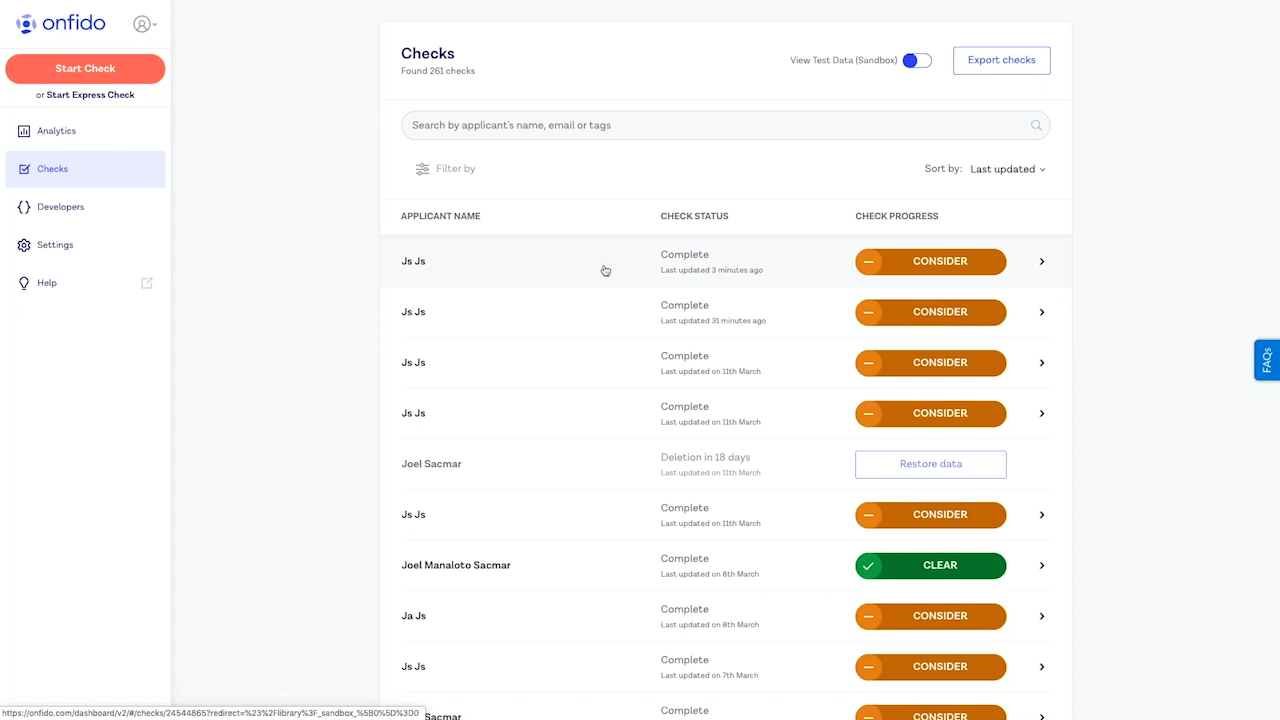 onfido
Start Check
or Start Express Check
Analytics
Checks
Developers
Settings
Help
Checks
Found 261 checks
View Test Data (Sandbox)
Export checks
Search by applicant's name, email or tags
Filter by
Sort by: Last updated
APPLICANT NAME CHECK STATUS CHECK PROGRESS
Js Js Complete CONSIDER
Last updated 3 minutes ago
Js Js Complete CONSIDER
Last updated 31 minutes ago
Js Js Complete CONSIDER
Last updated on 11th March
Js Js Complete CONSIDER
Last updated on 11th March
Joel Sacmar Deletion in 18 days Restore data
Last updated on 11th March
Js Js Complete CONSIDER
Last updated on 11th March
Joel Manaloto Sacmar Complete CLEAR
Last updated on 8th March
Ja Js Complete CONSIDER
Last updated on 8th March
Js Js Complete CONSIDER
Last updated on 7th March
Sacmar Complete CONSIDER
FAQs
https://onfido.com/dashboard/v2/#/checks/24544865?redirect=%23%2Flibrary%3F_sandbox_%5B0%5D%3D0